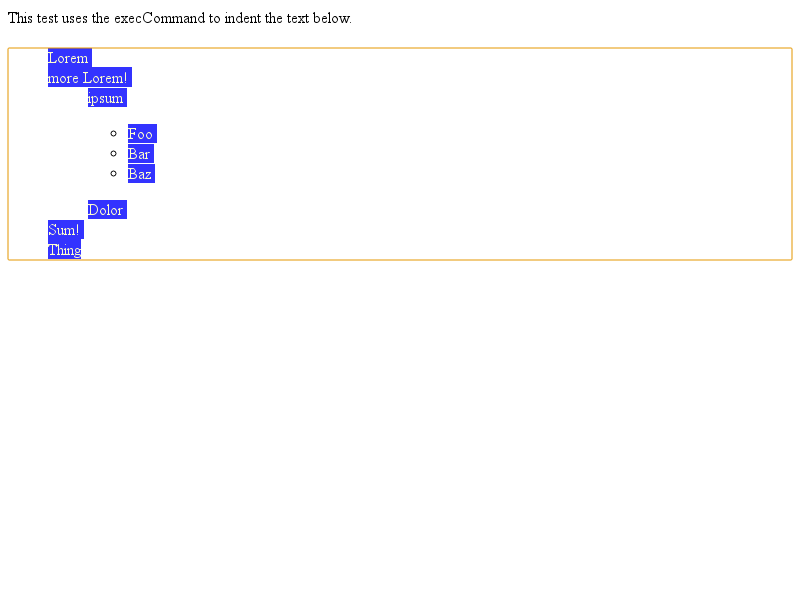 This test uses the execCommand to indent the text below.
Lorem
more Lorem!
ipsum
Foo
Bar
Baz
Dolor
Sum!
Thing